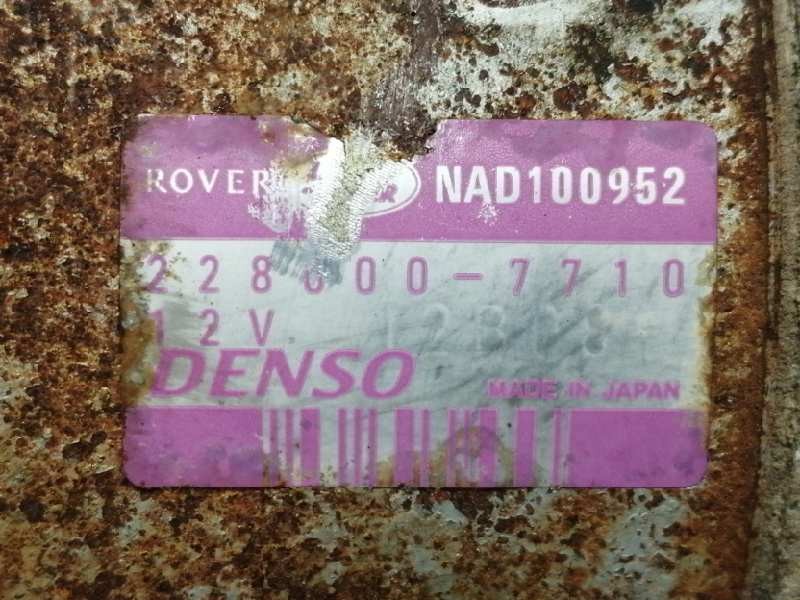 ROVER NAD100952
228000-7710
12V
DENSO MADE IN JAPAN